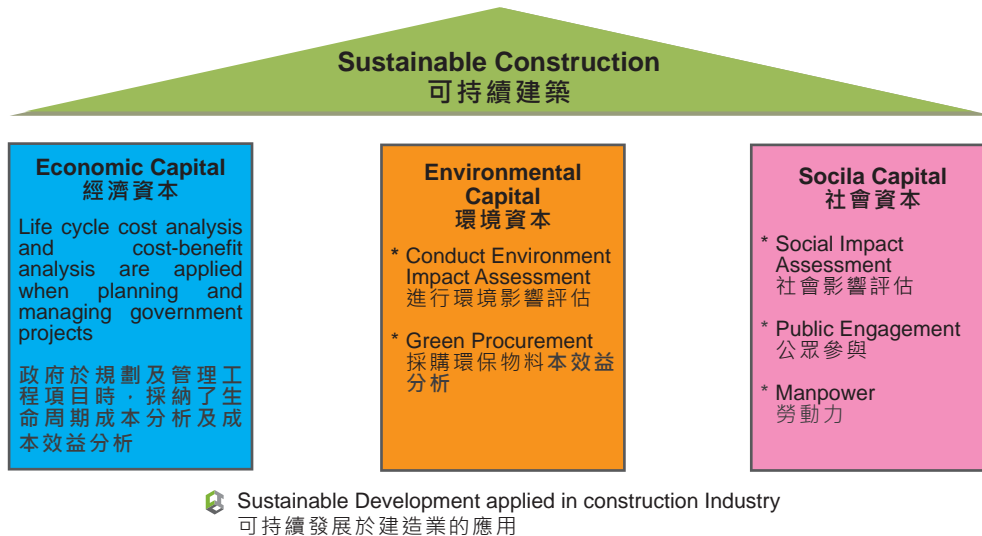 Sustainable Construction
可持續建築
Economic Capital
經濟資本
Life cycle cost analysis
and cost-benefit
analysis are applied
when planning and
managing government
projects
政府於規劃及管理工
程項目時，採納了生
命周期成本分析及成
本效益分析
Environmental
Capital
環境資本
* Conduct Environment
Impact Assessment
進行環境影響評估
* Green Procurement
採購環保物料本效益
分析
Socila Capital
社會資本
* Social Impact
Assessment
社會影響評估
* Public Engagement
公眾參與
* Manpower
勞動力
Sustainable Development applied in construction Industry
可持續發展於建造業的應用